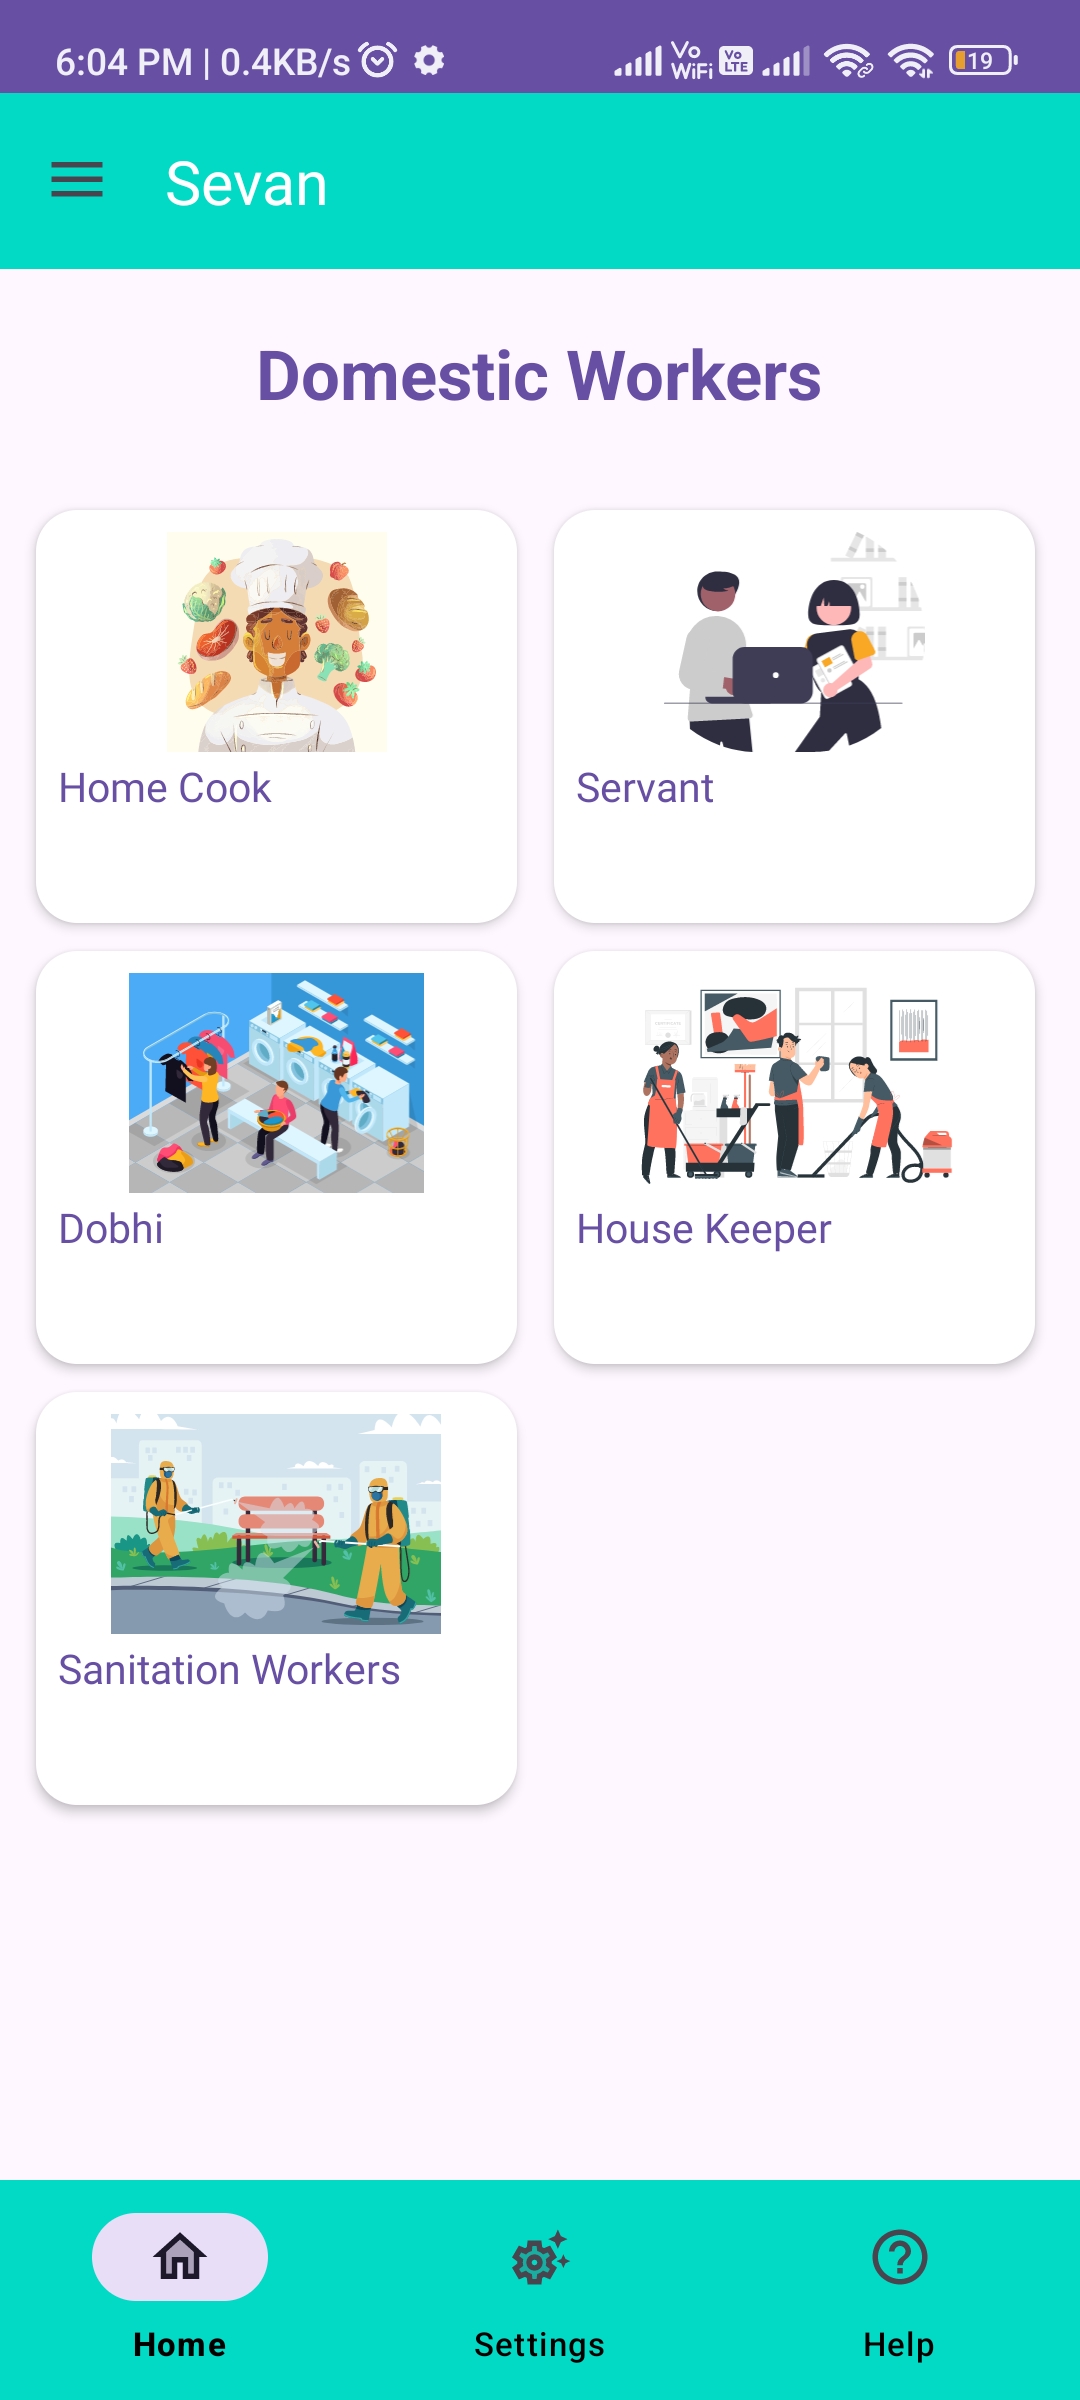 6:04 PM | 0.4KB/s Vo WiFi Vo LTE 19
Sevan
Domestic Workers
Home Cook
Servant
Dobhi
House Keeper
Sanitation Workers
Home
Settings
Help